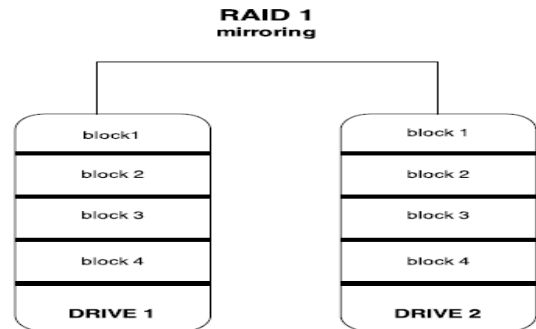 RAID 1
mirroring
block1
block 2
block 3
block 4
DRIVE 1
block 1
block 2
block 3
block 4
DRIVE 2